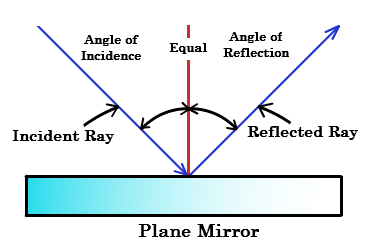 Angle of
Incidence
Equal
Angle of
Reflection
Incident Ray
Reflected Ray
Plane Mirror